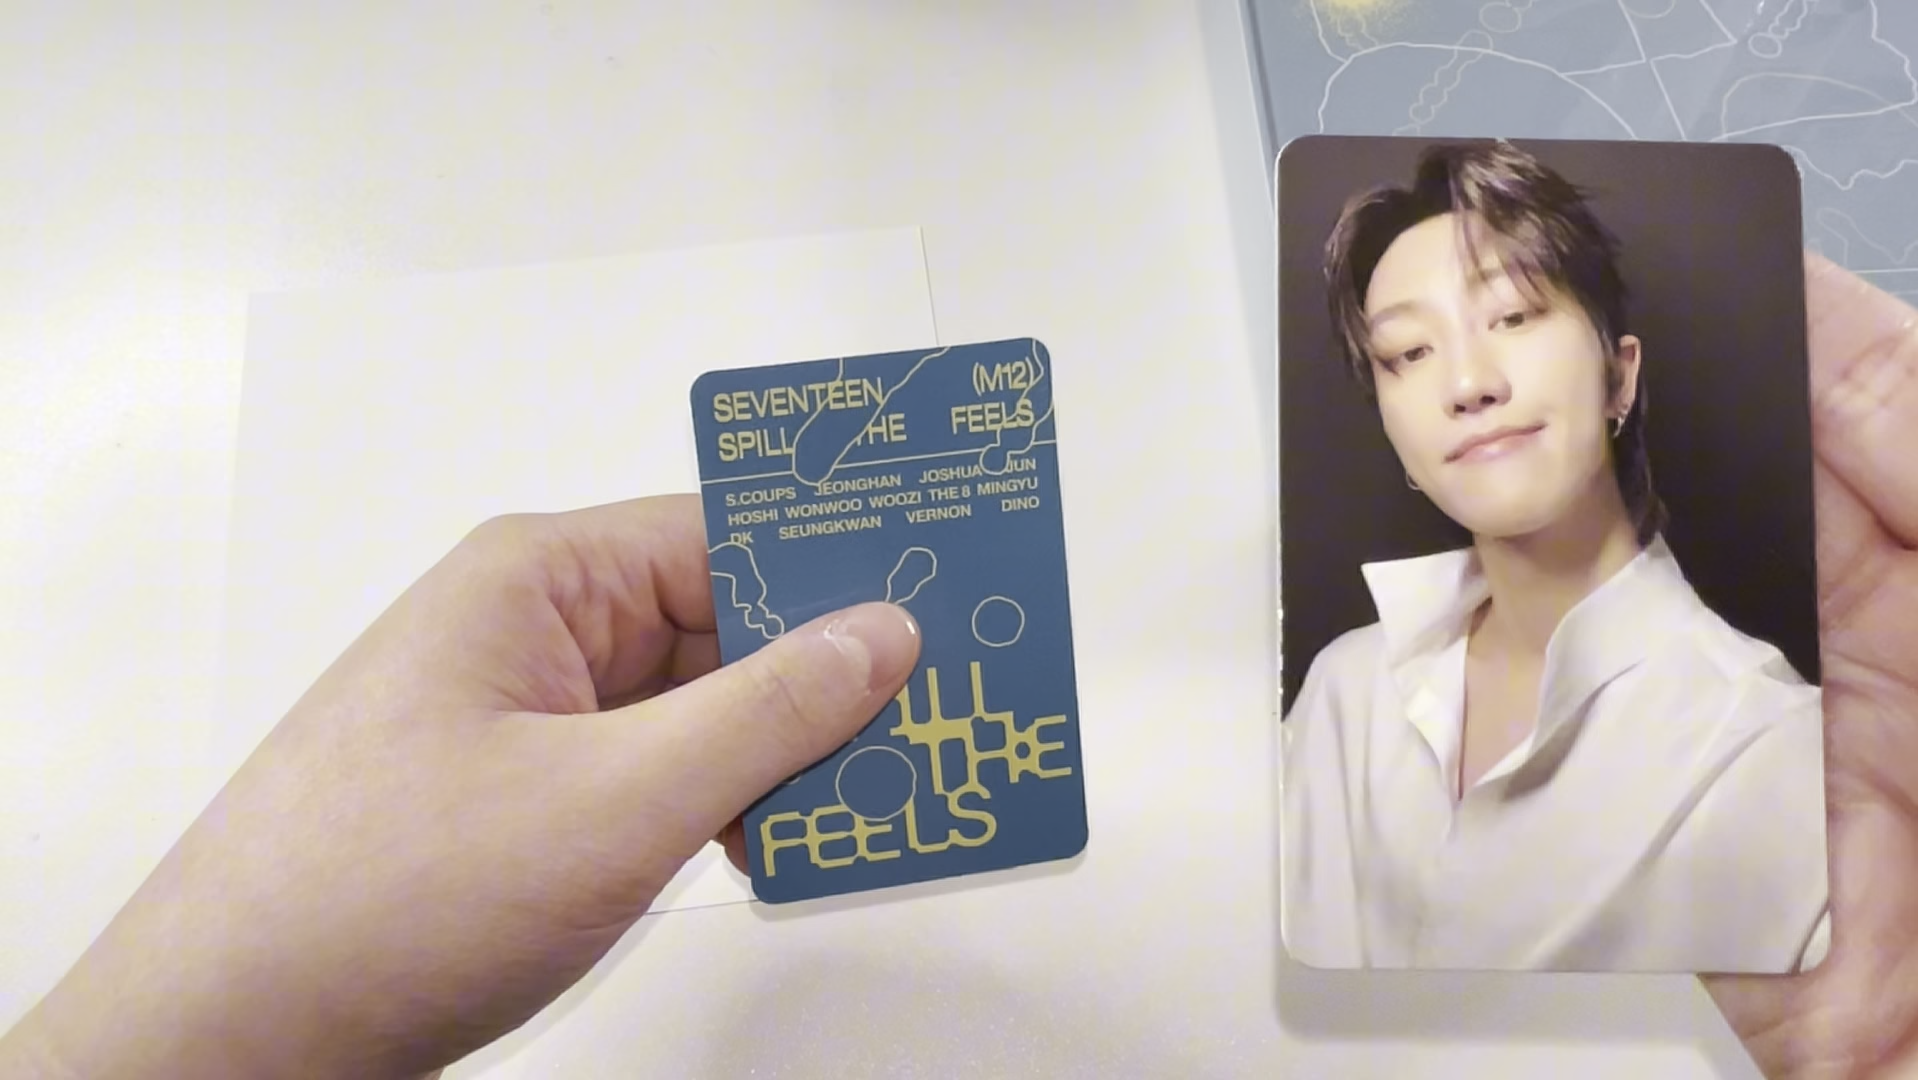 SEVENTEEN (M12)
SPILL THE FEELS
S.COUPS JEONGHAN JOSHUA JUN
HOSHI WONWOO WOOZI THE 8 MINGYU
DK SEUNGKWAN VERNON DINO
THE
FEELS